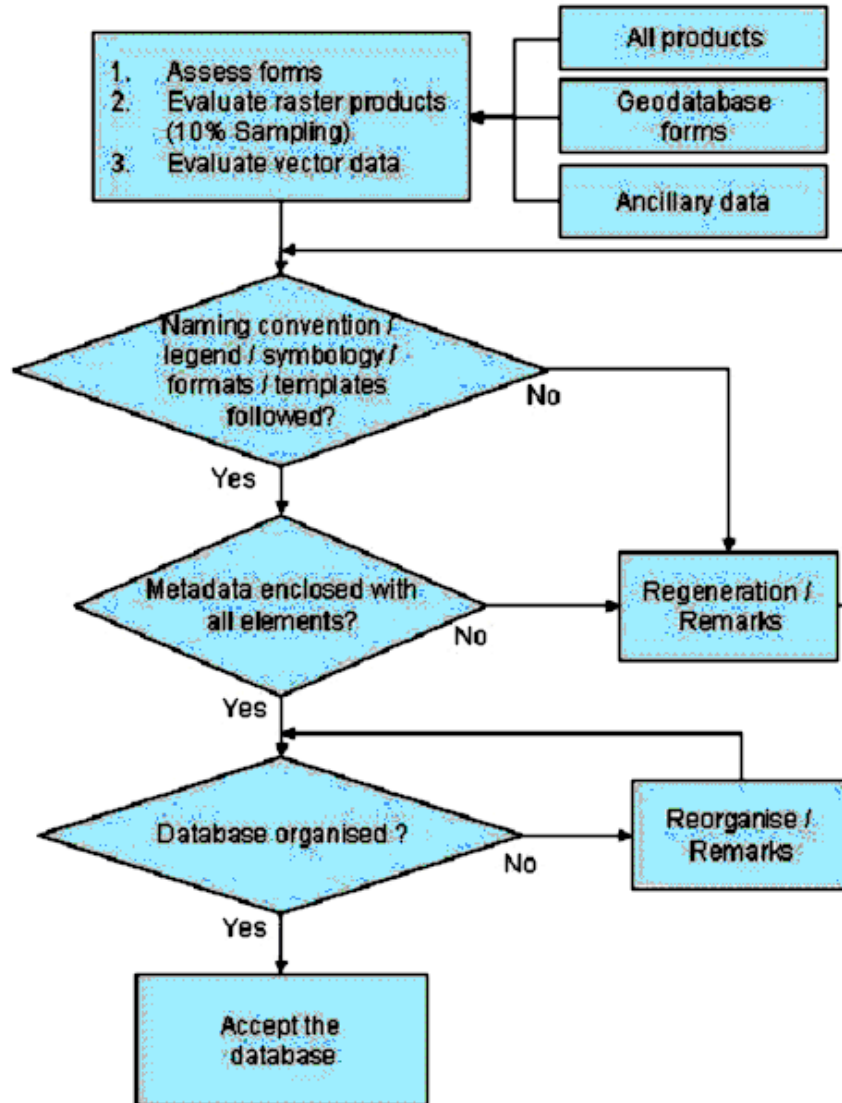 All products
1. Assess forms
2. Evaluate raster products
(10% Sampling)
3. Evaluate vector data
Geodatabase
forms
Ancillary data
Naming convention /
legend / symbology /
formats / templates
followed?
No
Yes
Metadata enclosed with
all elements?
No
Regeneration /
Remarks
Yes
Database organised ?
No
Reorganise /
Remarks
Yes
Accept the
database